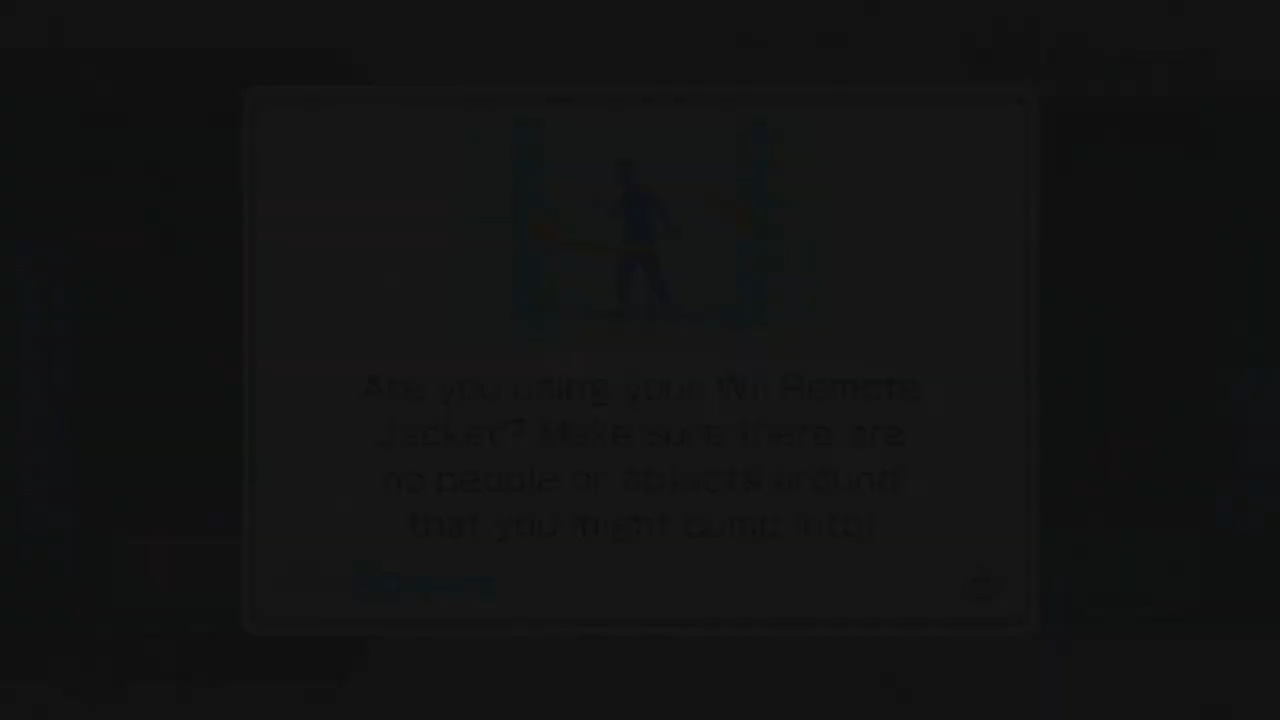 Are you using your Wii Remote
Jacket? Make sure there are
no people or objects around
that you might bump into!